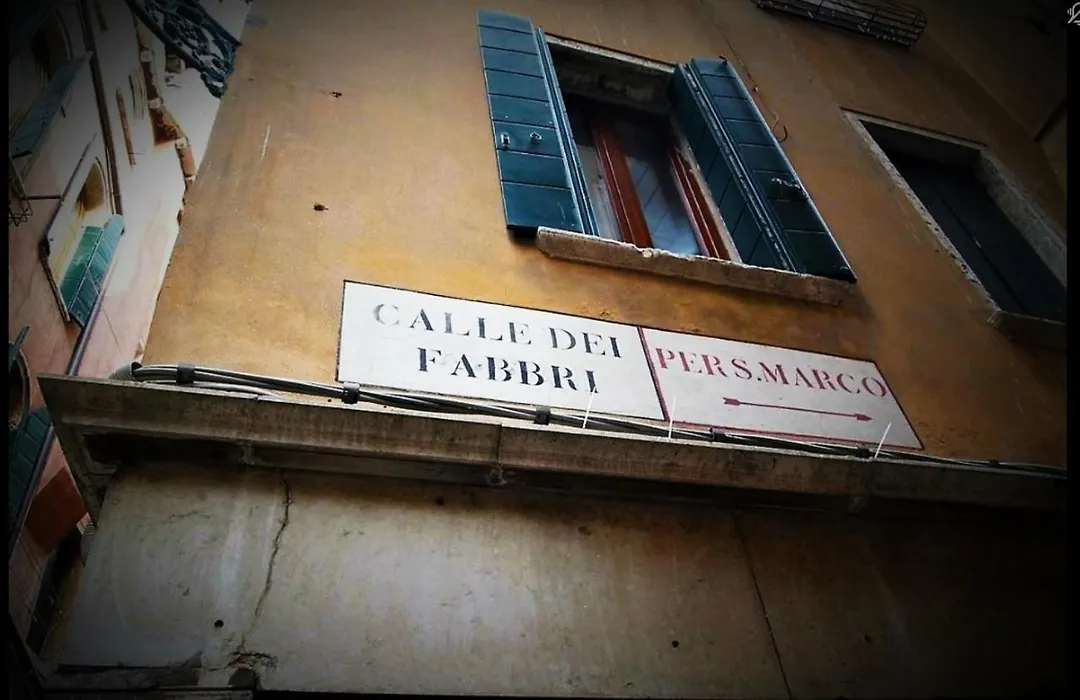 CALLE DEI
FABBRI
PER S.MARCO